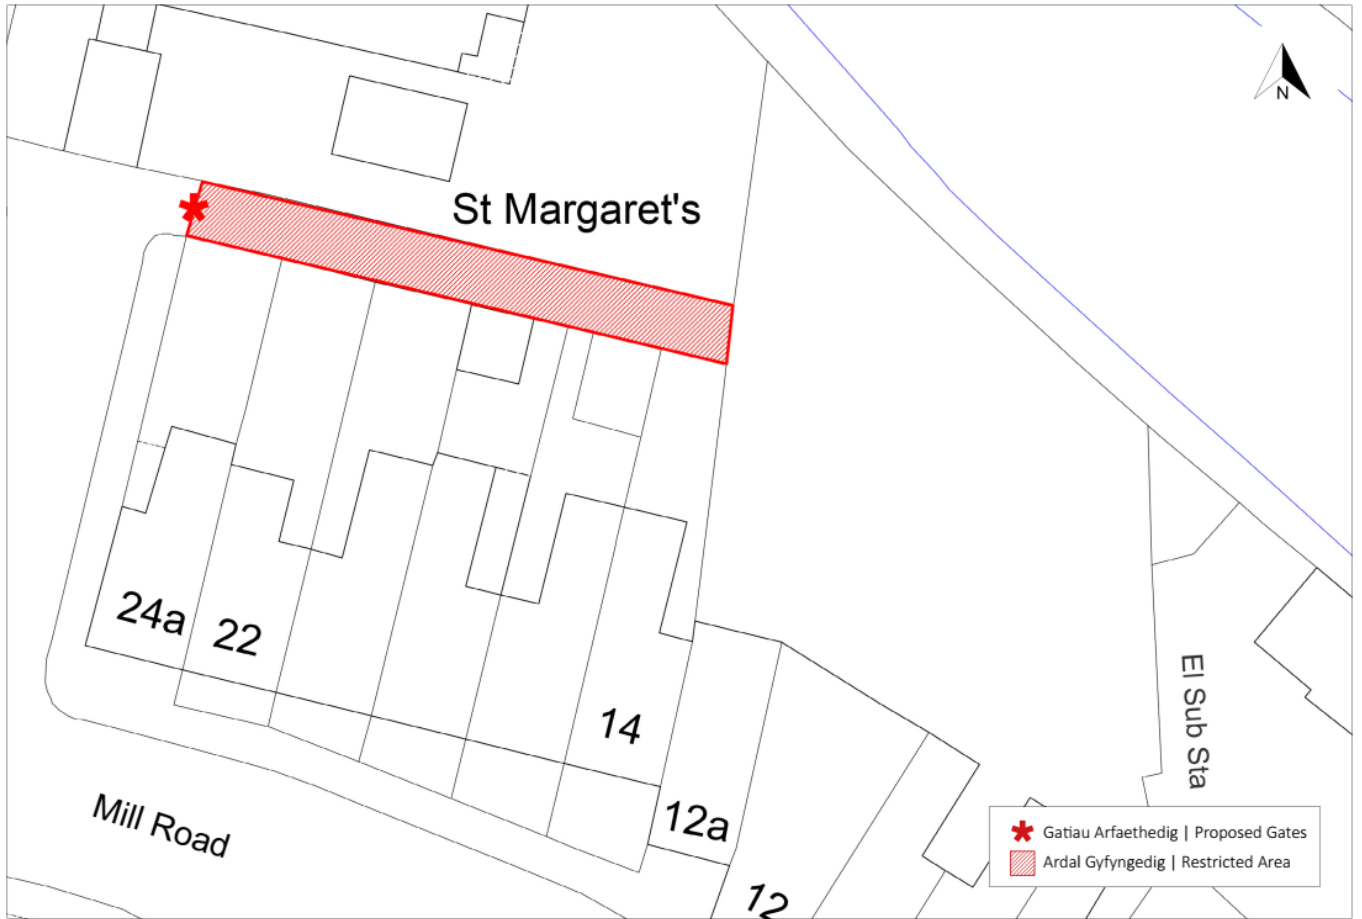 N
St Margaret's
24a
22
14
12a
12
El Sub Sta
Mill Road
Gatiau Arfaethedig | Proposed Gates
Ardal Gyfyngedig | Restricted Area